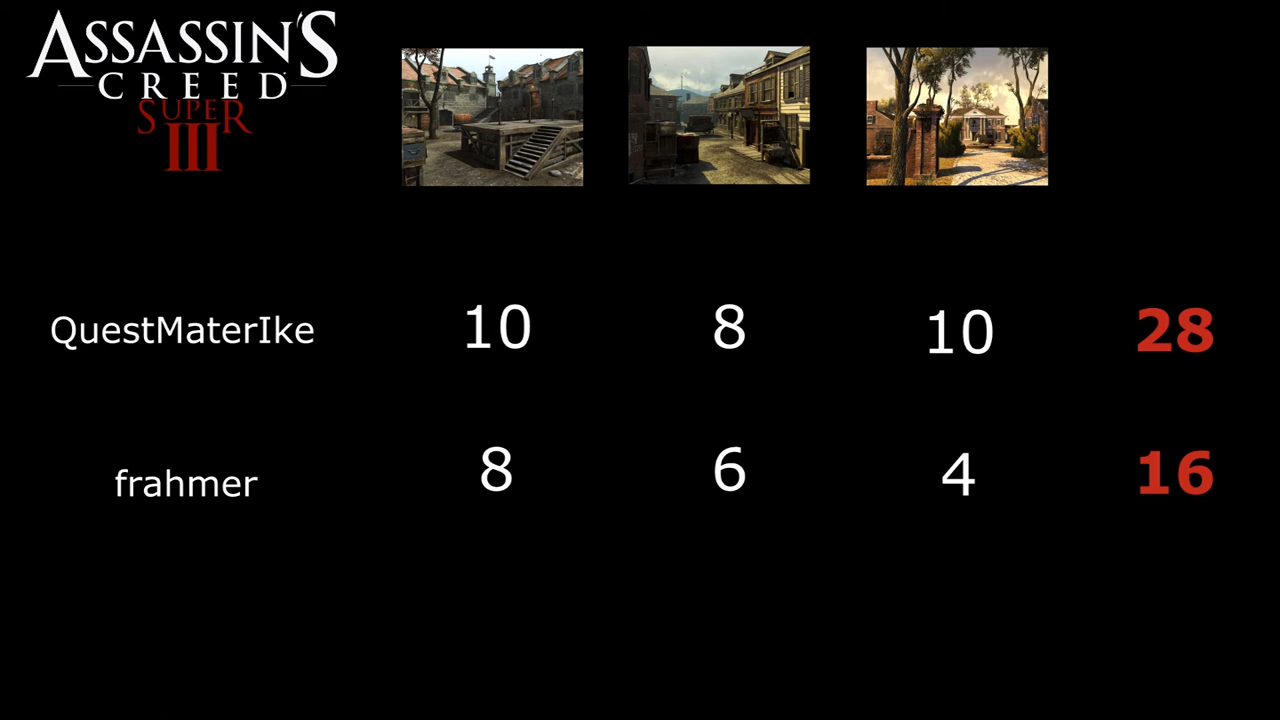 ASSASSIN'S
CREED
SUPER
III
QuestMaterIke 10 8 10 28
frahmer 8 6 4 16